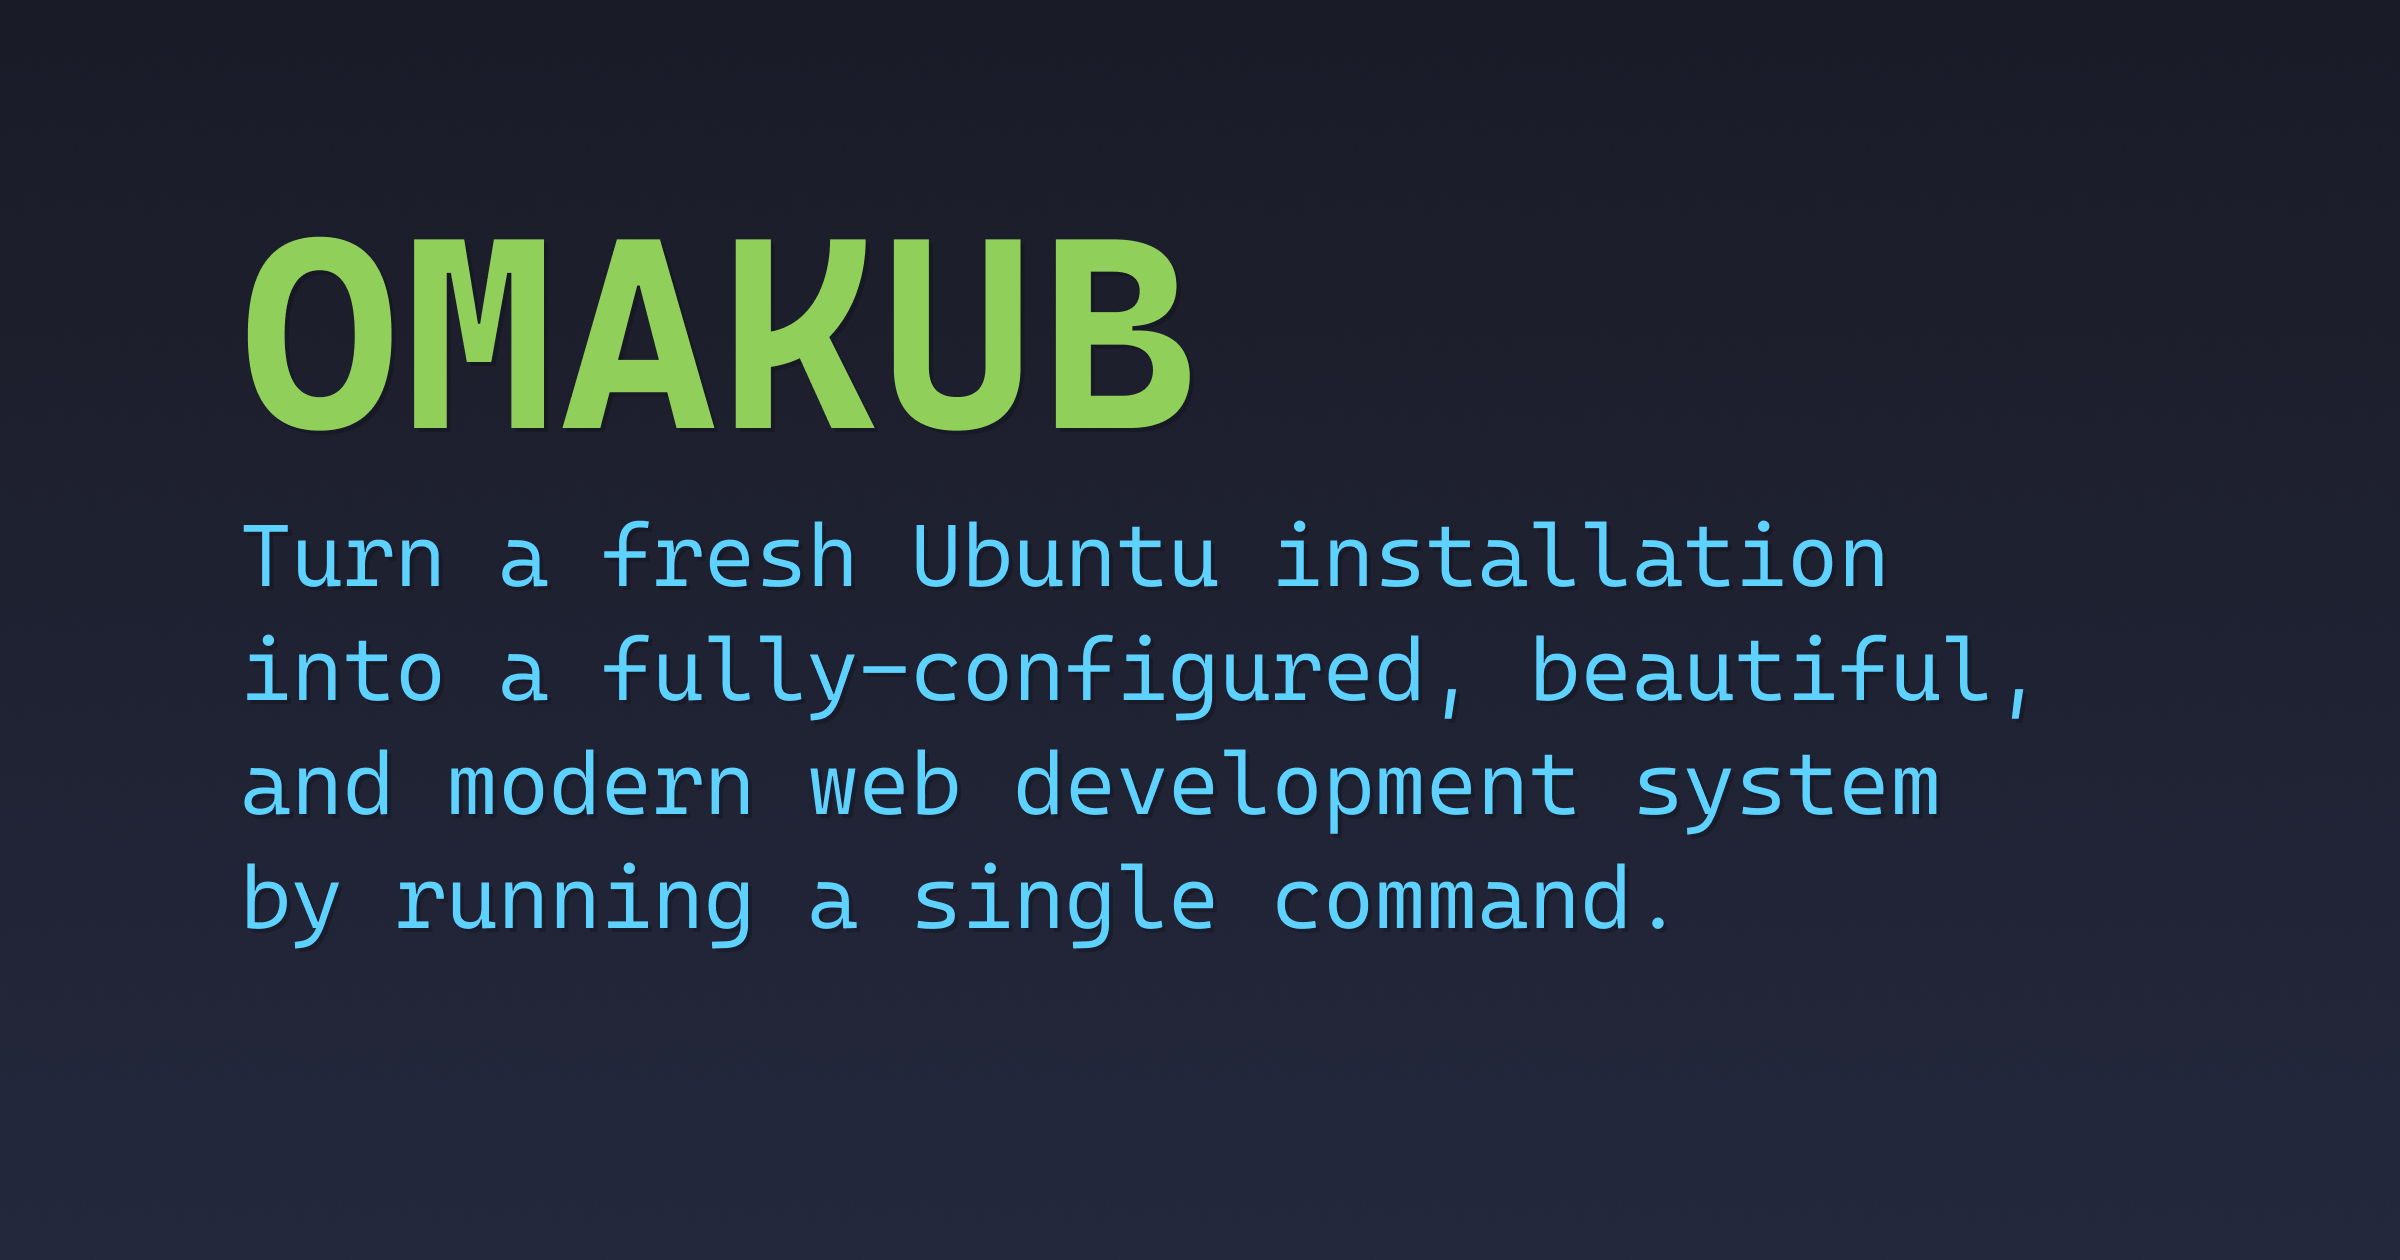 OMAKUB
Turn a fresh Ubuntu installation
into a fully-configured, beautiful,
and modern web development system
by running a single command.